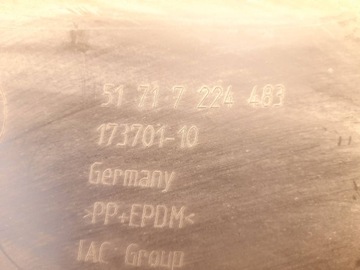 51 71 7 224 483
173701-10
Germany
>PP+EPDM<
IAC Group